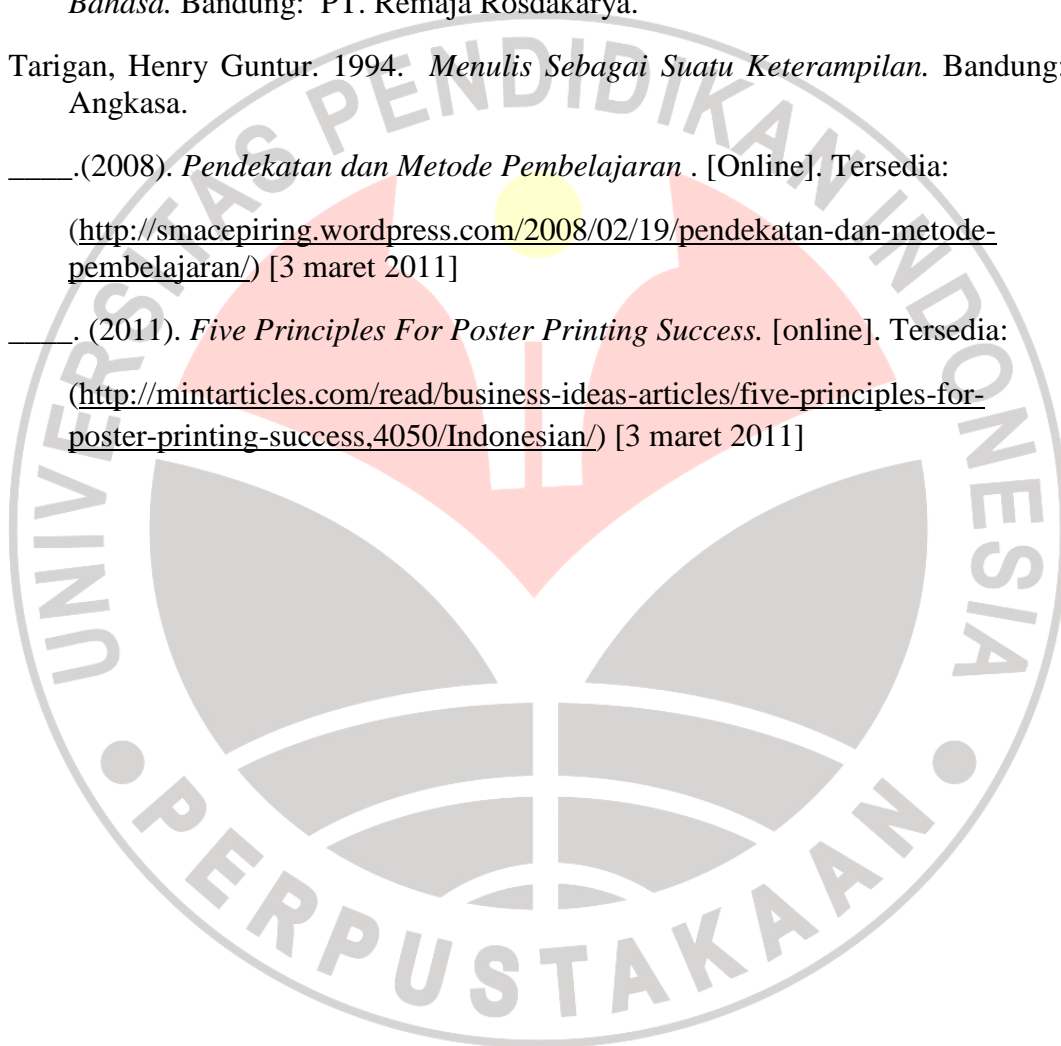 Bahasa. Bandung: PT. Remaja Rosdakarya.
Tarigan, Henry Guntur. 1994. Menulis Sebagai Suatu Keterampilan. Bandung:
Angkasa.
____.(2008). Pendekatan dan Metode Pembelajaran . [Online]. Tersedia:
(http://smacepiring.wordpress.com/2008/02/19/pendekatan-dan-metode-
pembelajaran/) [3 maret 2011]
____. (2011). Five Principles For Poster Printing Success. [online]. Tersedia:
(http://mintarticles.com/read/business-ideas-articles/five-principles-for-
poster-printing-success,4050/Indonesian/) [3 maret 2011]
UNIVERSITAS PENDIDIKAN INDONESIA
PERPUSTAKAAN